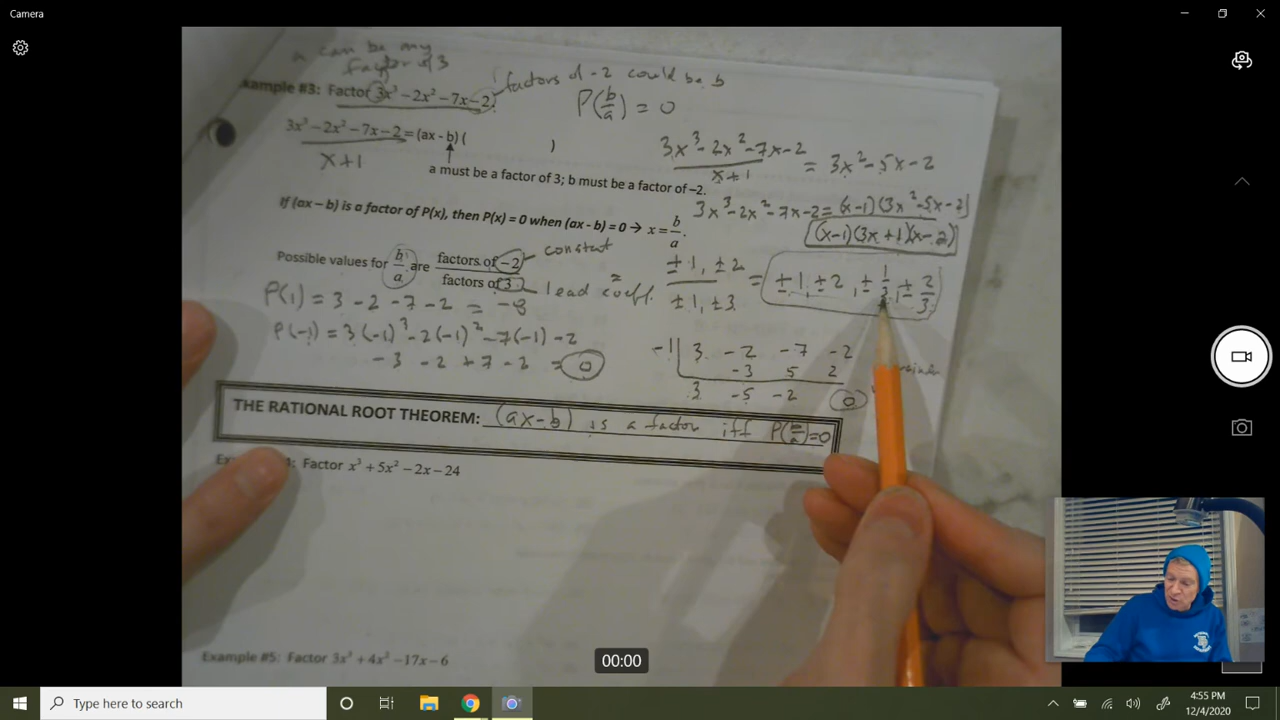 Camera
a can be any
factor of 3
factors of -2 could be b
xample #3: Factor 3x³ − 2x² − 7x − 2.
P(b/a) = 0
3x³ − 2x² − 7x − 2 = (ax - b) (          )
x+1
3x³ - 2x² - 7x - 2 / x+1 = 3x² - 5x - 2
a must be a factor of 3; b must be a factor of −2.
3x³ - 2x² - 7x - 2 = (x-1)(3x² - 5x - 2)
If (ax – b) is a factor of P(x), then P(x) = 0 when (ax - b) = 0 → x = b/a.
(x-1)(3x+1)(x-2)
Possible values for b/a are factors of −2 / factors of 3
constant
lead coeff.
= ±1, ±2 / ±1, ±3 = ±1, ±2, ±1/3, ±2/3
P(1) = 3 - 2 - 7 - 2 = -8
P(-1) = 3(-1)³ - 2(-1)² - 7(-1) - 2
-3 - 2 + 7 - 2 = 0
-1 3 -2 -7 -2
-3 5 2
3 -5 -2 0
THE RATIONAL ROOT THEOREM: (ax-b) is a factor iff P(b/a)=0
Factor x³ + 5x² − 2x − 24
Example #5: Factor 3x³ + 4x² − 17x − 6
00:00
Type here to search
4:55 PM
12/4/2020